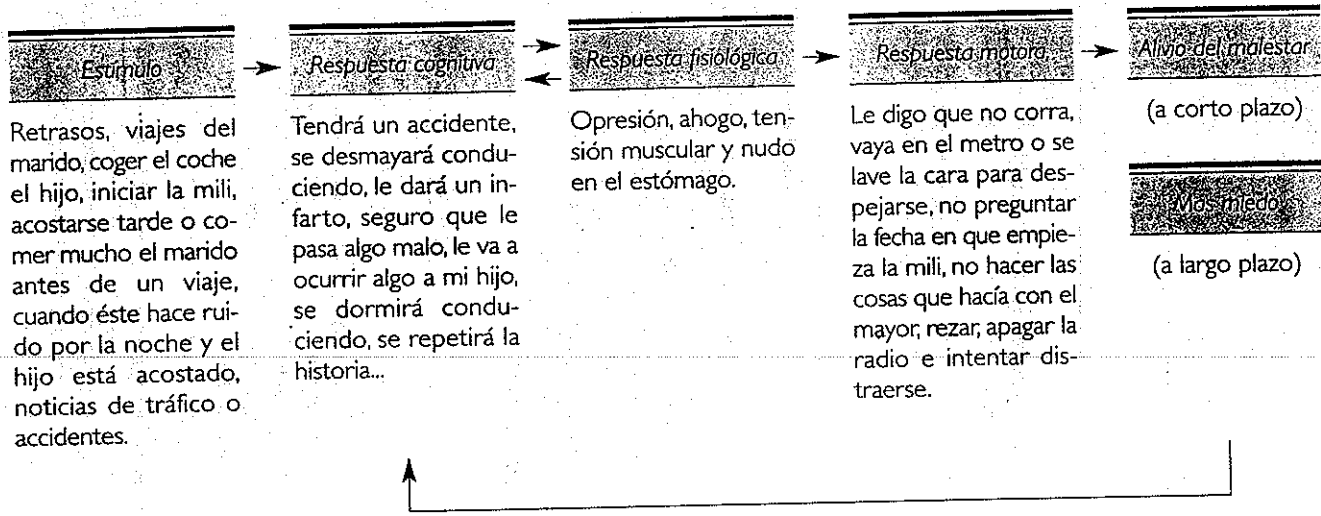 Estímulo
Retrasos, viajes del
marido, coger el coche
el hijo, iniciar la mili,
acostarse tarde o co-
mer mucho el marido
antes de un viaje,
cuando éste hace rui-
do por la noche y el
hijo está acostado,
noticias de tráfico o
accidentes.
Respuesta cognitiva
Tendrá un accidente,
se desmayará condu-
ciendo, le dará un in-
farto, seguro que le
pasa algo malo, le va a
ocurrir algo a mi hijo,
se dormirá condu-
ciendo, se repetirá la
historia...
Respuesta fisiológica
Opresión, ahogo, ten-
sión muscular y nudo
en el estómago.
Respuesta motora
Le digo que no corra,
vaya en el metro o se
lave la cara para des-
pejarse, no preguntar
la fecha en que empie-
za la mili, no hacer las
cosas que hacía con el
mayor, rezar, apagar la
radio e intentar dis-
traerse.
Alivio del malestar
(a corto plazo)
Más miedo
(a largo plazo)